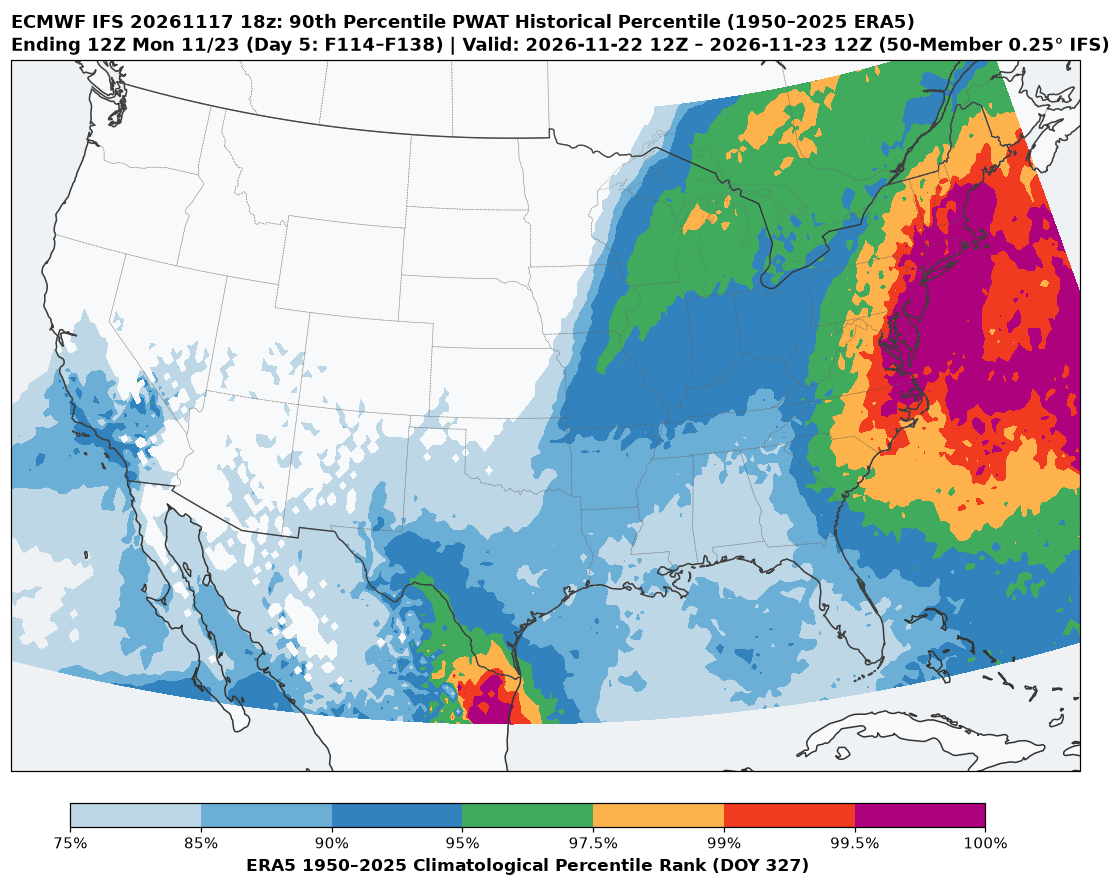 ECMWF IFS 20261117 18z: 90th Percentile PWAT Historical Percentile (1950–2025 ERA5)
Ending 12Z Mon 11/23 (Day 5: F114–F138) | Valid: 2026-11-22 12Z – 2026-11-23 12Z (50-Member 0.25° IFS)
75% 85% 90% 95% 97.5% 99% 99.5% 100%
ERA5 1950–2025 Climatological Percentile Rank (DOY 327)